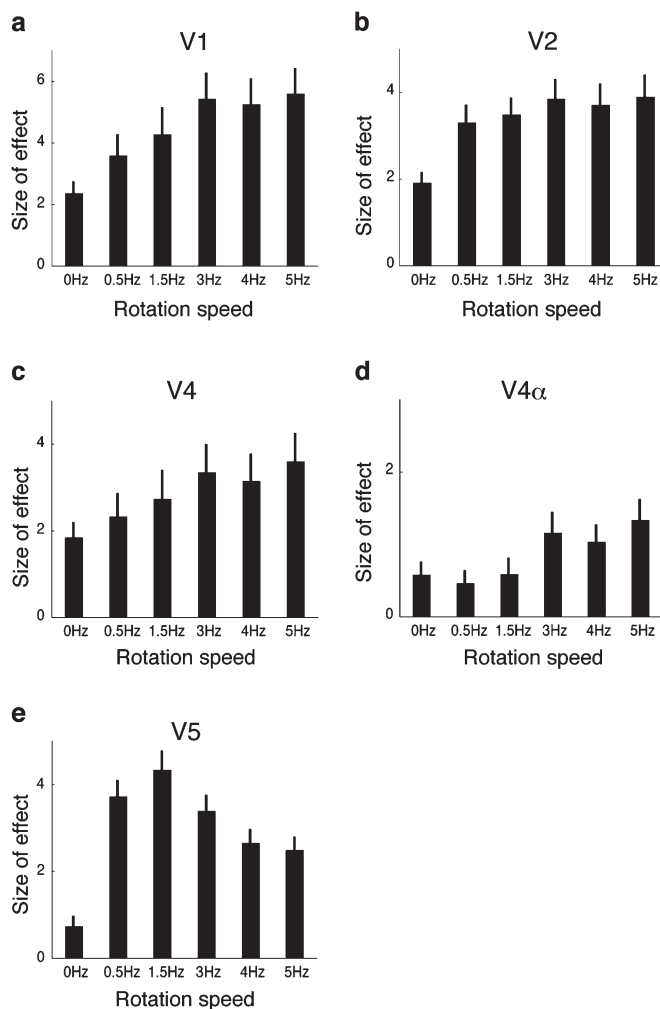 a
V1
Size of effect
6
4
2
0
0Hz 0.5Hz 1.5Hz 3Hz 4Hz 5Hz
Rotation speed
b
V2
Size of effect
4
2
0
0Hz 0.5Hz 1.5Hz 3Hz 4Hz 5Hz
Rotation speed
c
V4
Size of effect
4
2
0
0Hz 0.5Hz 1.5Hz 3Hz 4Hz 5Hz
Rotation speed
d
V4α
Size of effect
2
0
0Hz 0.5Hz 1.5Hz 3Hz 4Hz 5Hz
Rotation speed
e
V5
Size of effect
4
2
0
0Hz 0.5Hz 1.5Hz 3Hz 4Hz 5Hz
Rotation speed